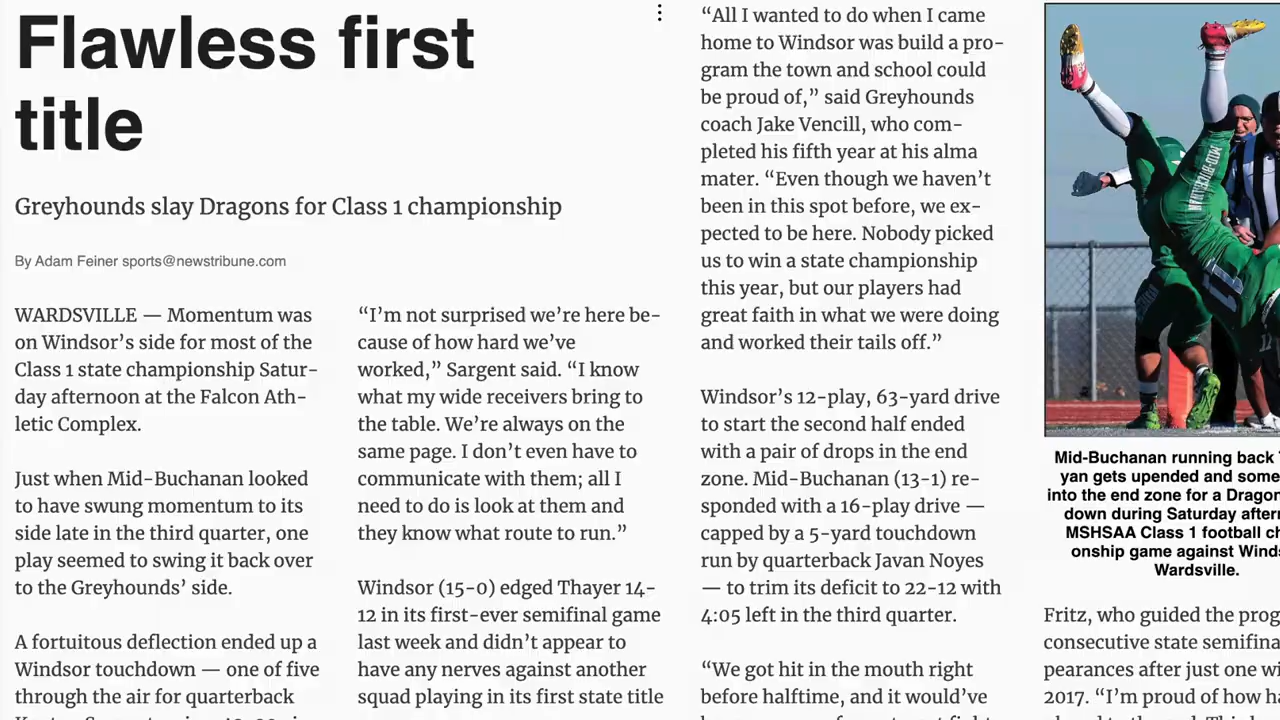 Flawless first
title
Greyhounds slay Dragons for Class 1 championship
By Adam Feiner sports@newstribune.com
WARDSVILLE — Momentum was
on Windsor’s side for most of the
Class 1 state championship Satur-
day afternoon at the Falcon Ath-
letic Complex.
Just when Mid-Buchanan looked
to have swung momentum to its
side late in the third quarter, one
play seemed to swing it back over
to the Greyhounds’ side.
A fortuitous deflection ended up a
Windsor touchdown — one of five
through the air for quarterback
“I’m not surprised we’re here be-
cause of how hard we’ve
worked,” Sargent said. “I know
what my wide receivers bring to
the table. We’re always on the
same page. I don’t even have to
communicate with them; all I
need to do is look at them and
they know what route to run.”
Windsor (15-0) edged Thayer 14-
12 in its first-ever semifinal game
last week and didn’t appear to
have any nerves against another
squad playing in its first state title
“All I wanted to do when I came
home to Windsor was build a pro-
gram the town and school could
be proud of,” said Greyhounds
coach Jake Vencill, who com-
pleted his fifth year at his alma
mater. “Even though we haven’t
been in this spot before, we ex-
pected to be here. Nobody picked
us to win a state championship
this year, but our players had
great faith in what we were doing
and worked their tails off.”
Windsor’s 12-play, 63-yard drive
to start the second half ended
with a pair of drops in the end
zone. Mid-Buchanan (13-1) re-
sponded with a 16-play drive —
capped by a 5-yard touchdown
run by quarterback Javan Noyes
— to trim its deficit to 22-12 with
4:05 left in the third quarter.
“We got hit in the mouth right
before halftime, and it would’ve
MID-BUCHANAN
11
Mid-Buchanan running back
yan gets upended and some
into the end zone for a Dragon
down during Saturday after
MSHSAA Class 1 football ch
onship game against Winds
Wardsville.
Fritz, who guided the prog
consecutive state semifina
pearances after just one wi
2017. “I’m proud of how ha